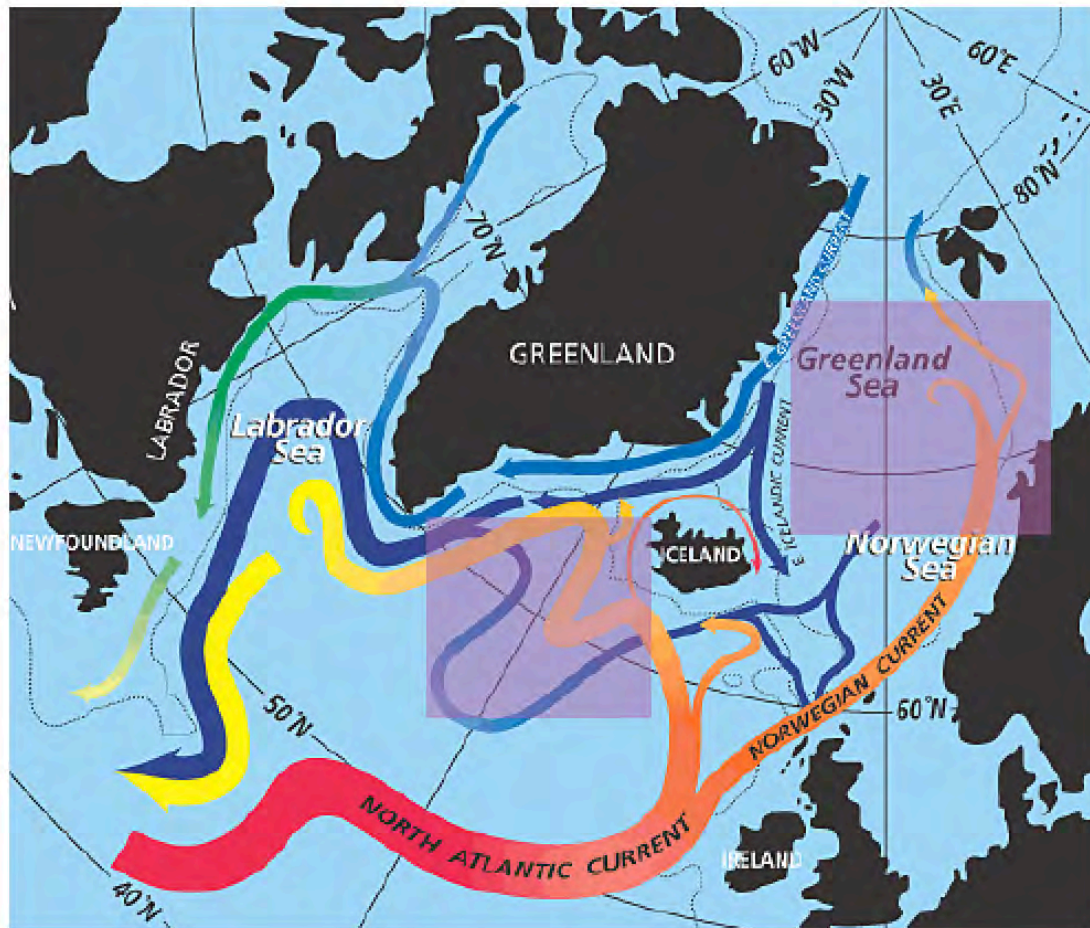 60°W
30°W
60°E
30°E
80°N
70°N
E. GREENLAND CURRENT
GREENLAND
Greenland
Sea
LABRADOR
Labrador
Sea
E. ICELANDIC CURRENT
NEWFOUNDLAND
ICELAND
Norwegian
Sea
NORWEGIAN CURRENT
50°N
60°N
NORTH ATLANTIC CURRENT
IRELAND
40°N